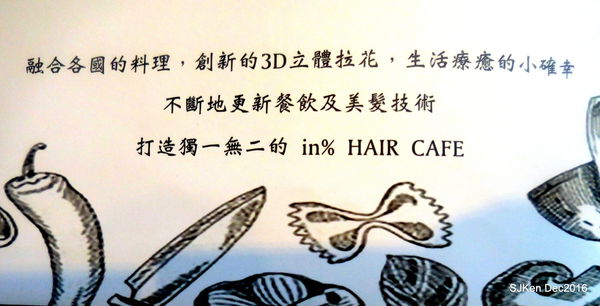 融合各國的料理，創新的3D立體拉花，生活療癒的小確幸
不斷地更新餐飲及美髮技術
打造獨一無二的 in% HAIR CAFE
SJKen Dec2016